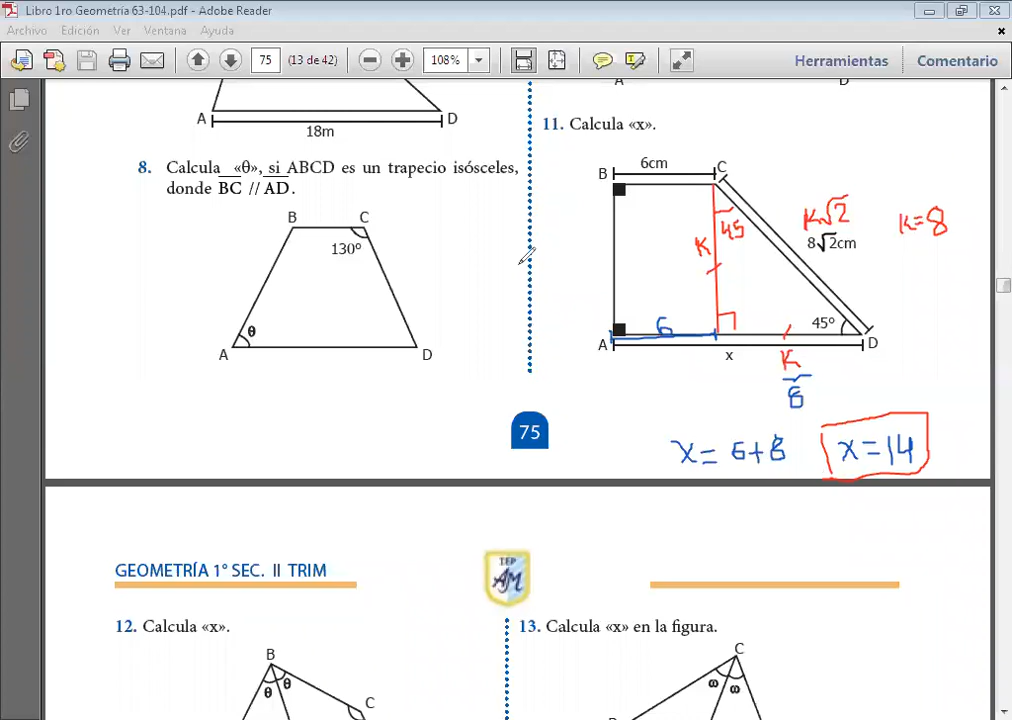 Libro 1ro Geometría 63-104.pdf - Adobe Reader
Archivo Edición Ver Ventana Ayuda
75 (13 de 42) 108% Herramientas Comentario
A D
18m
8. Calcula «θ», si ABCD es un trapecio isósceles,
donde BC // AD.
B C
130º
θ
A D
A D
11. Calcula «x».
6cm
B C
K√2 K=8
45
K
8√2cm
6 45º
A D
x
K
8
x = 6+8 x=14
75
GEOMETRÍA 1° SEC. II TRIM
IEP
AM
12. Calcula «x».
B
θ θ
C
13. Calcula «x» en la figura.
C
ω ω